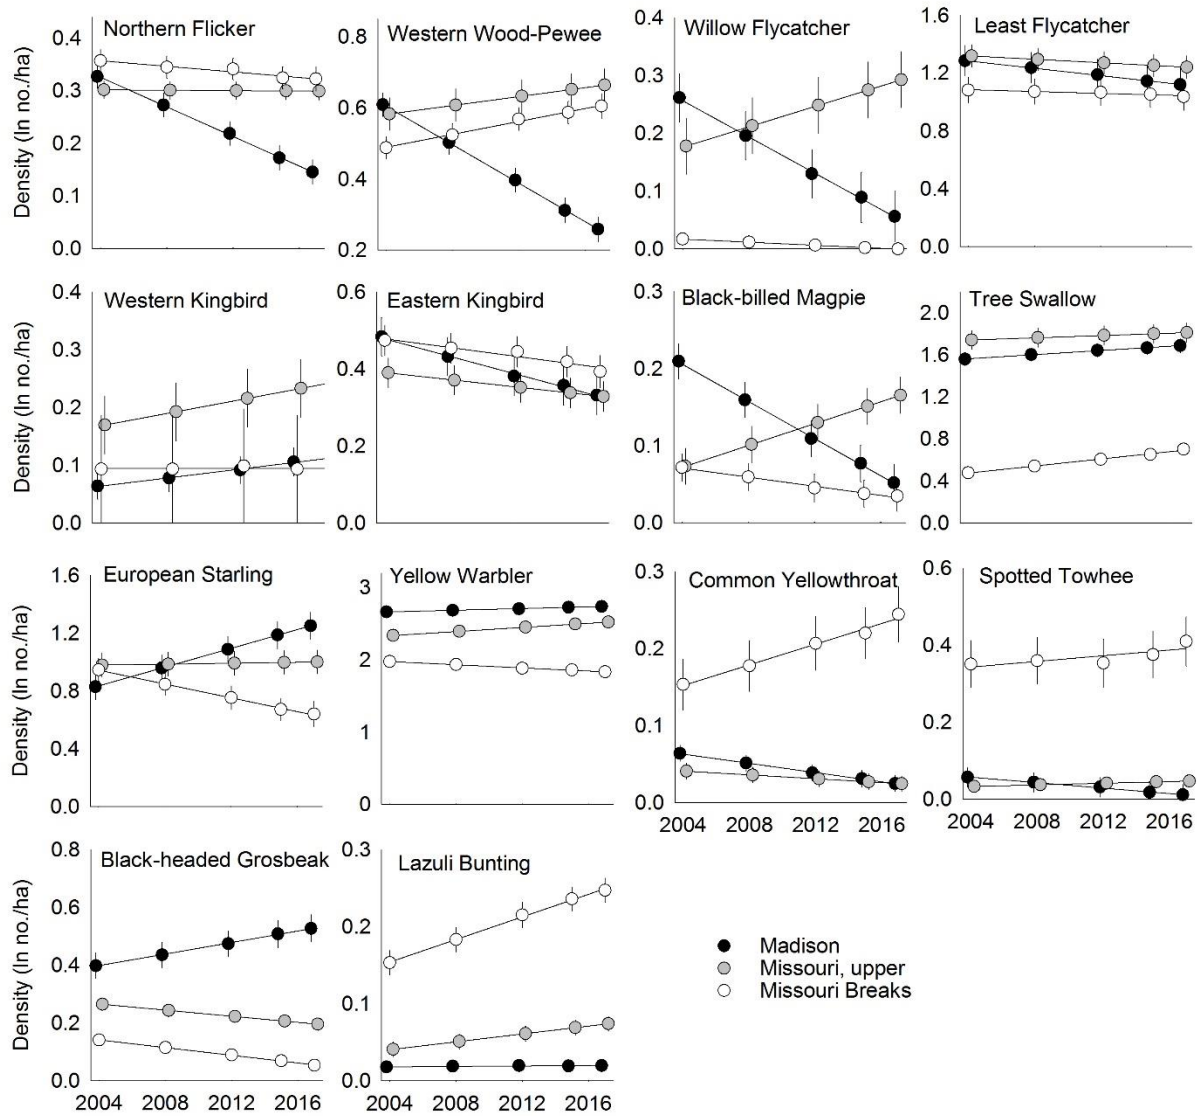 Northern Flicker
Western Wood-Pewee
Willow Flycatcher
Least Flycatcher
Density (ln no./ha)
0.4
0.3
0.2
0.1
0.0
0.8
0.6
0.4
0.2
0.4
0.3
0.2
0.1
0.0
1.6
1.2
0.8
0.4
0.0
Western Kingbird
Eastern Kingbird
Black-billed Magpie
Tree Swallow
Density (ln no./ha)
0.4
0.3
0.2
0.1
0.0
0.6
0.4
0.2
0.0
0.3
0.2
0.1
0.0
2.0
1.6
1.2
0.8
0.4
0.0
European Starling
Yellow Warbler
Common Yellowthroat
Spotted Towhee
Density (ln no./ha)
1.6
1.2
0.8
0.4
0.0
3
2
1
0
0.3
0.2
0.1
0.0
0.6
0.4
0.2
0.0
2004 2008 2012 2016
2004 2008 2012 2016
Black-headed Grosbeak
Lazuli Bunting
Density (ln no./ha)
0.8
0.6
0.4
0.2
0.0
0.3
0.2
0.1
0.0
2004 2008 2012 2016
2004 2008 2012 2016
Madison
Missouri, upper
Missouri Breaks